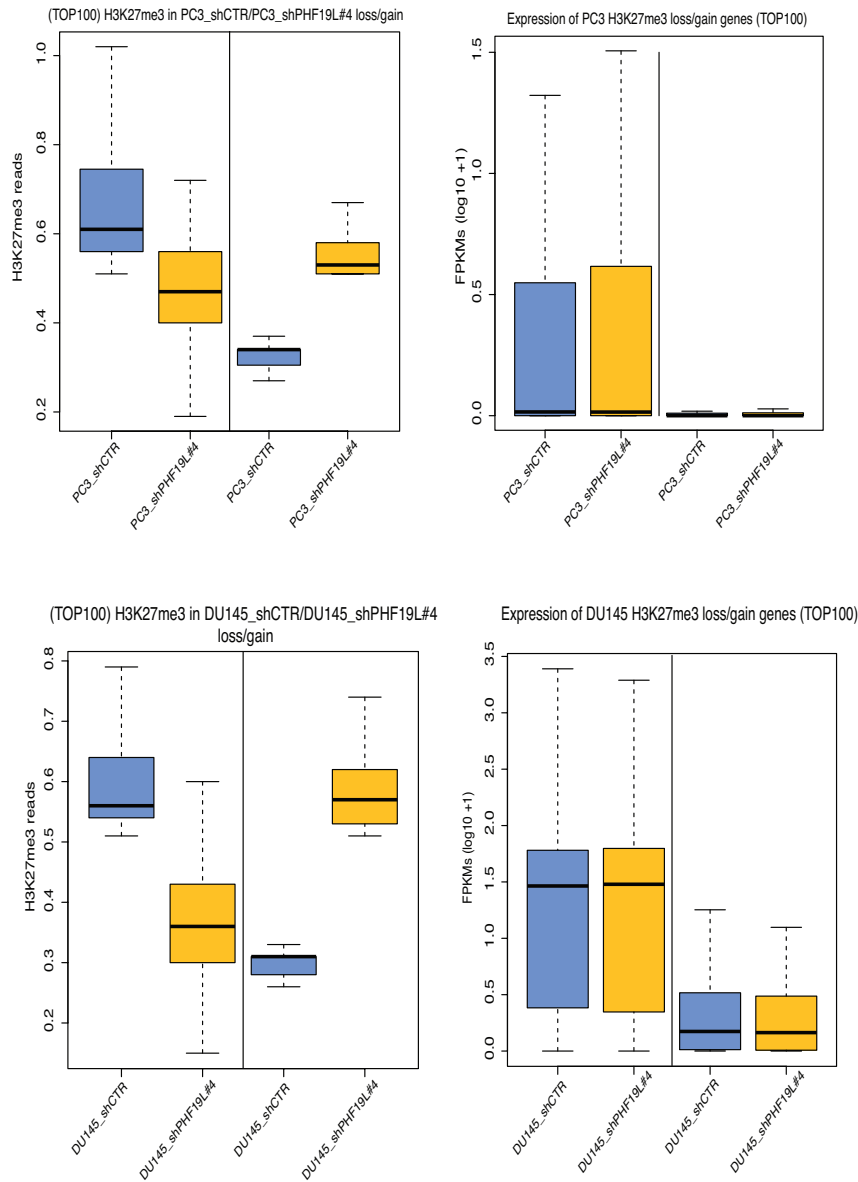 (TOP100) H3K27me3 in PC3_shCTR/PC3_shPHF19L#4 loss/gain
H3K27me3 reads
1.0
0.8
0.6
0.4
0.2
PC3_shCTR
PC3_shPHF19L#4
PC3_shCTR
PC3_shPHF19L#4
Expression of PC3 H3K27me3 loss/gain genes (TOP100)
FPKMs (log10 +1)
1.5
1.0
0.5
0.0
PC3_shCTR
PC3_shPHF19L#4
PC3_shCTR
PC3_shPHF19L#4
(TOP100) H3K27me3 in DU145_shCTR/DU145_shPHF19L#4
loss/gain
H3K27me3 reads
0.8
0.7
0.6
0.5
0.4
0.3
0.2
DU145_shCTR
DU145_shPHF19L#4
DU145_shCTR
DU145_shPHF19L#4
Expression of DU145 H3K27me3 loss/gain genes (TOP100)
FPKMs (log10 +1)
3.5
3.0
2.5
2.0
1.5
1.0
0.5
0.0
DU145_shCTR
DU145_shPHF19L#4
DU145_shCTR
DU145_shPHF19L#4